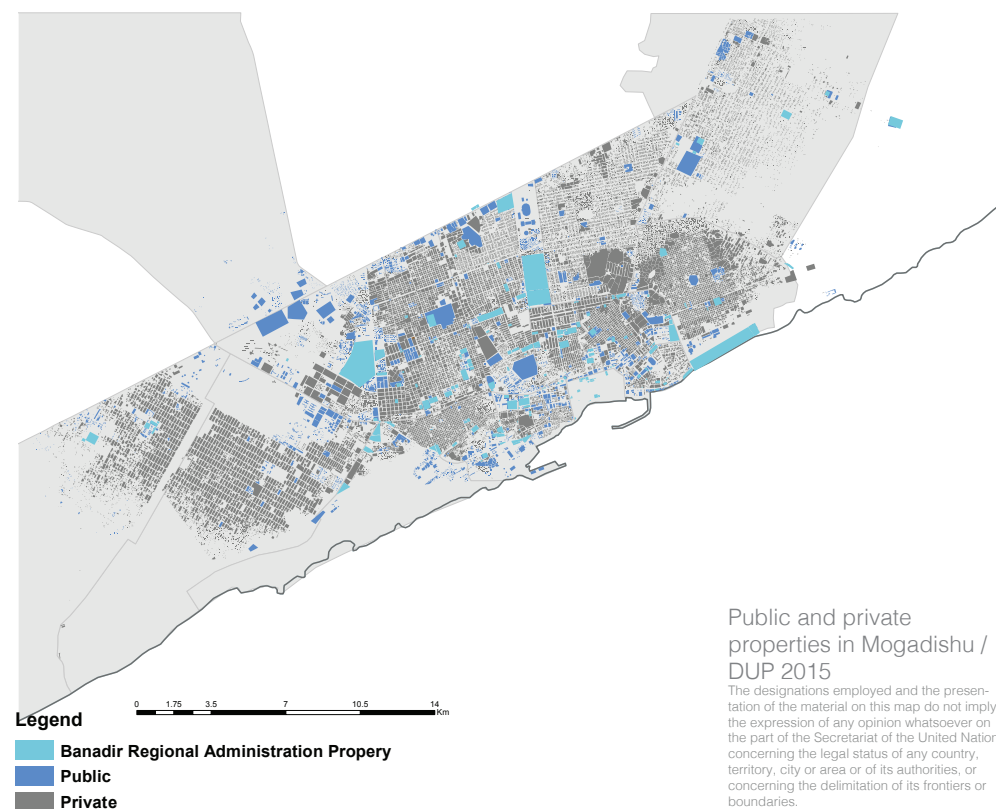 Public and private
properties in Mogadishu /
DUP 2015
The designations employed and the presen-
tation of the material on this map do not imply
the expression of any opinion whatsoever on
the part of the Secretariat of the United Nation
concerning the legal status of any country,
territory, city or area or of its authorities, or
concerning the delimitation of its frontiers or
boundaries.
0 1.75 3.5 7 10.5 14
Km
Legend
Banadir Regional Administration Propery
Public
Private